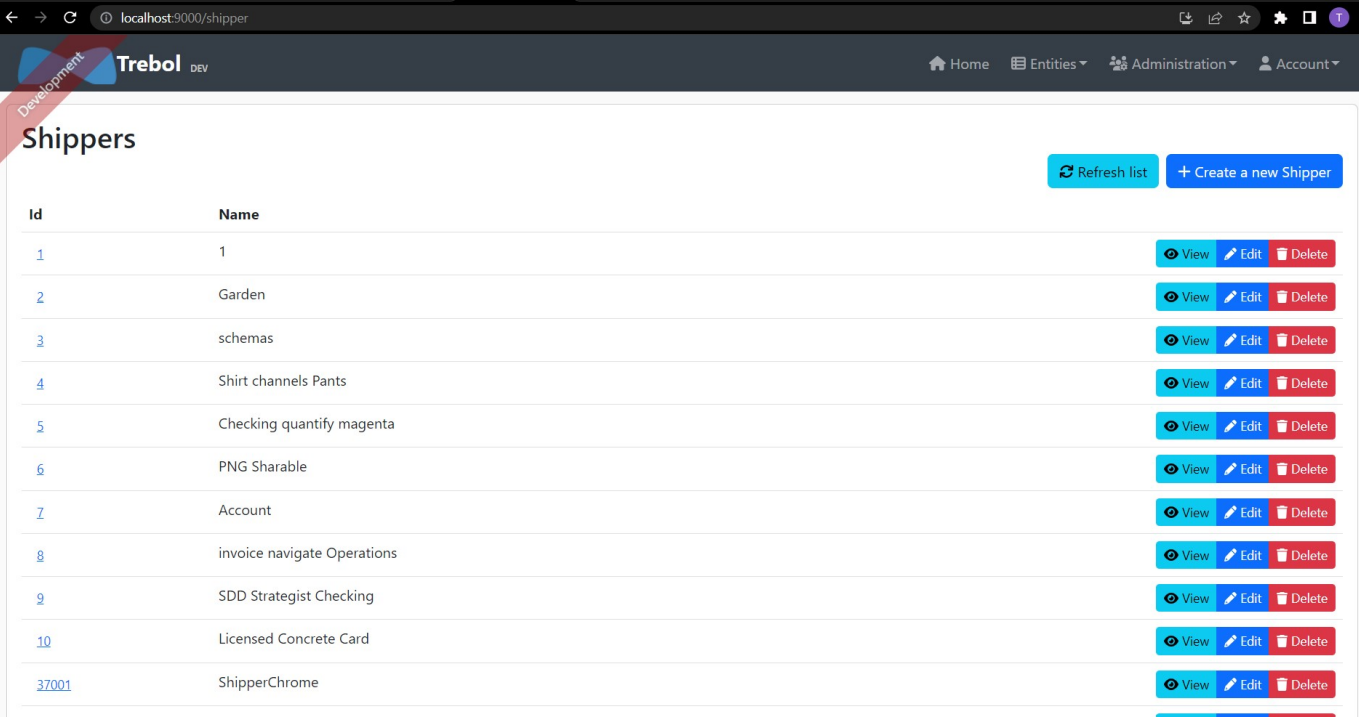 localhost:9000/shipper
T
Development
Trebol DEV
Home Entities Administration Account
Shippers
Refresh list + Create a new Shipper
Id Name
1 1 View Edit Delete
2 Garden View Edit Delete
3 schemas View Edit Delete
4 Shirt channels Pants View Edit Delete
5 Checking quantify magenta View Edit Delete
6 PNG Sharable View Edit Delete
7 Account View Edit Delete
8 invoice navigate Operations View Edit Delete
9 SDD Strategist Checking View Edit Delete
10 Licensed Concrete Card View Edit Delete
37001 ShipperChrome View Edit Delete